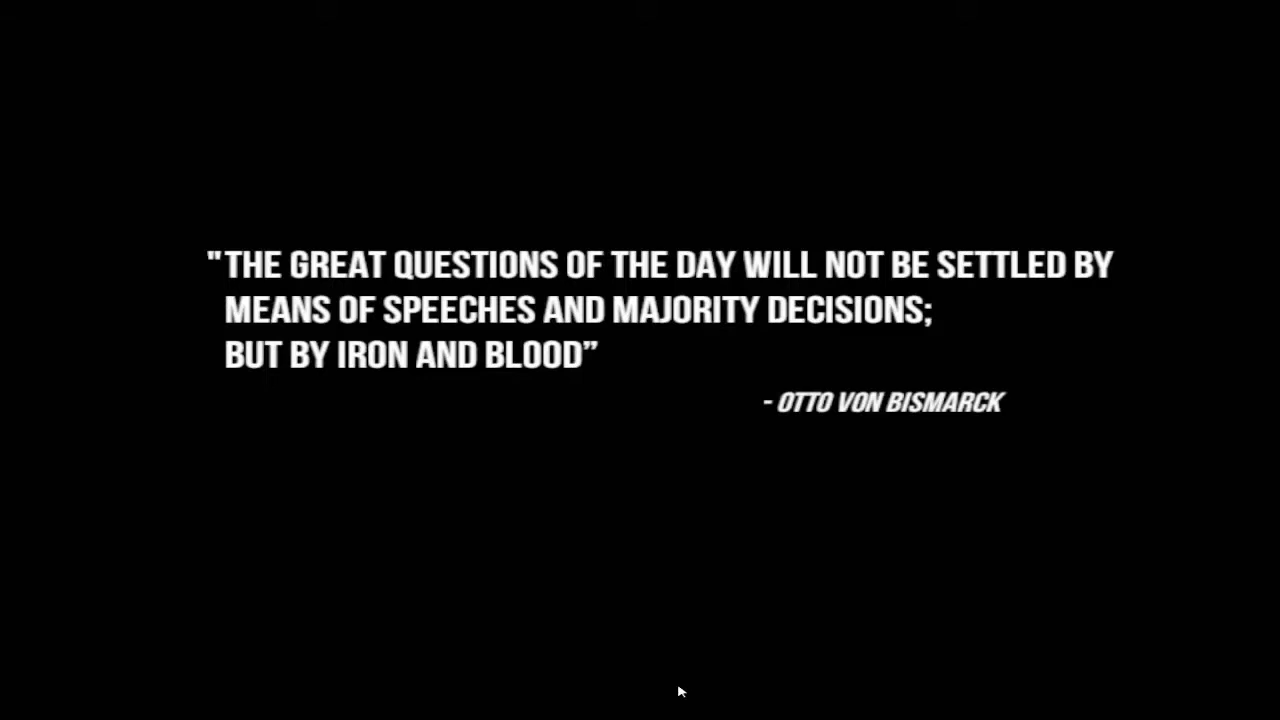 "THE GREAT QUESTIONS OF THE DAY WILL NOT BE SETTLED BY
MEANS OF SPEECHES AND MAJORITY DECISIONS;
BUT BY IRON AND BLOOD”
- OTTO VON BISMARCK